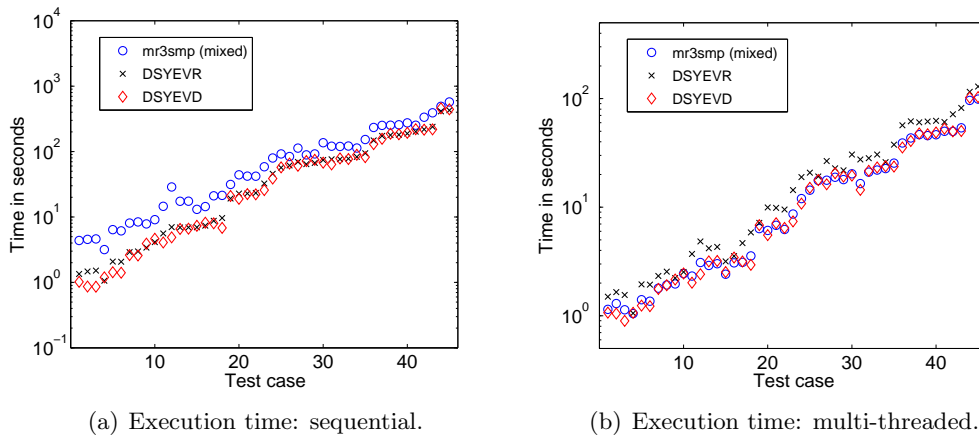 10^4
10^3
10^2
10^1
10^0
10^-1
Time in seconds
mr3smp (mixed)
DSYEVR
DSYEVD
10
20
30
40
Test case
(a) Execution time: sequential.
10^2
10^1
10^0
Time in seconds
mr3smp (mixed)
DSYEVR
DSYEVD
10
20
30
40
Test case
(b) Execution time: multi-threaded.